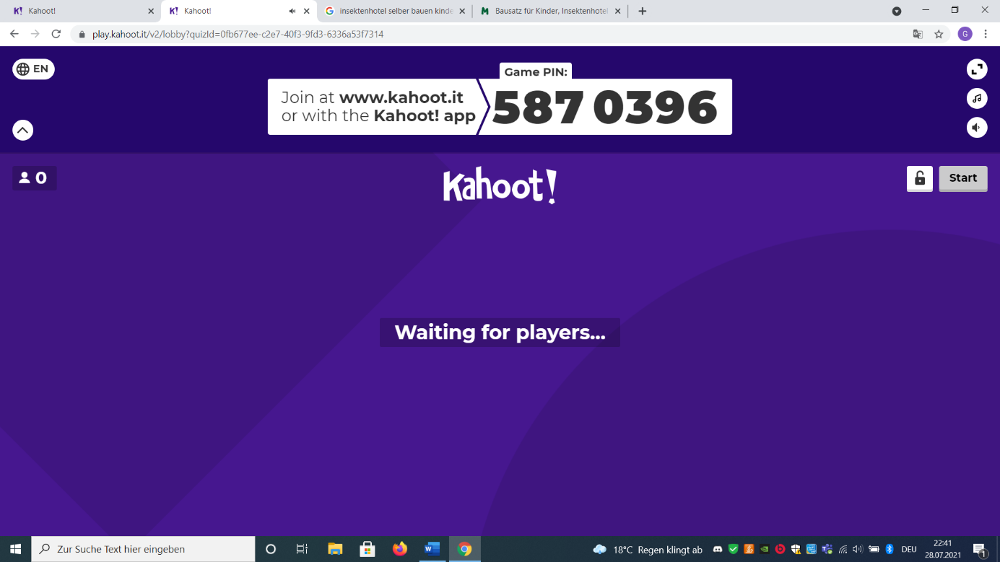 Kahoot!
Kahoot!
insektenhotel selber bauen kinde
Bausatz für Kinder, Insektenhotel
play.kahoot.it/v2/lobby?quizId=0fb677ee-c2e7-40f3-9fd3-6336a53f7314
G
EN
Game PIN:
Join at www.kahoot.it
or with the Kahoot! app
587 0396
0
Kahoot!
Start
Waiting for players...
Zur Suche Text hier eingeben
18°C Regen klingt ab
DEU
22:41
28.07.2021
1